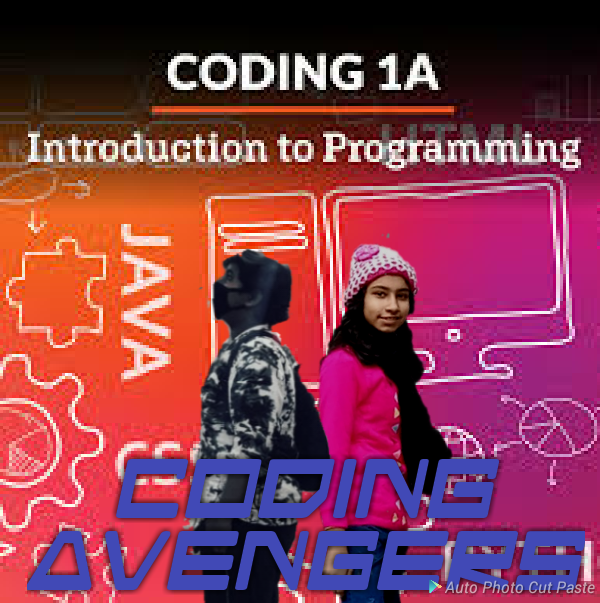 CODING 1A
HTML
Introduction to Programming
JAVA
CODING
AVENGERS
Auto Photo Cut Paste